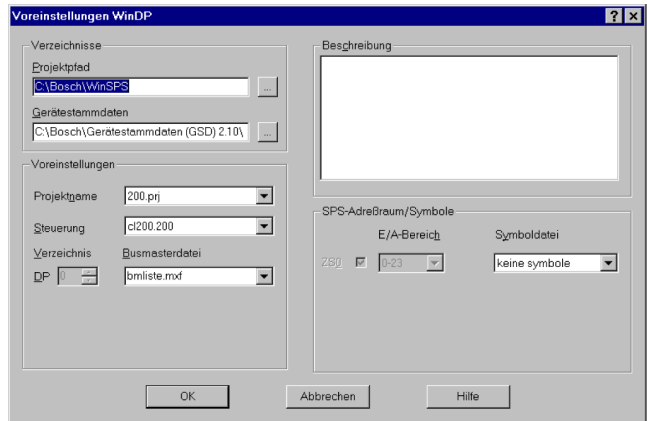 Voreinstellungen WinDP
Verzeichnisse
Projektpfad
C:\Bosch\WinSPS
...
Gerätestammdaten
C:\Bosch\Gerätestammdaten (GSD) 2.10\
...
Voreinstellungen
Projektname
200.prj
Steuerung
cl200.200
Verzeichnis
Busmasterdatei
DP
0
bmliste.mxf
Beschreibung
SPS-Adreßraum/Symbole
E/A-Bereich
Symboldatei
ZS0
0-23
keine symbole
OK
Abbrechen
Hilfe